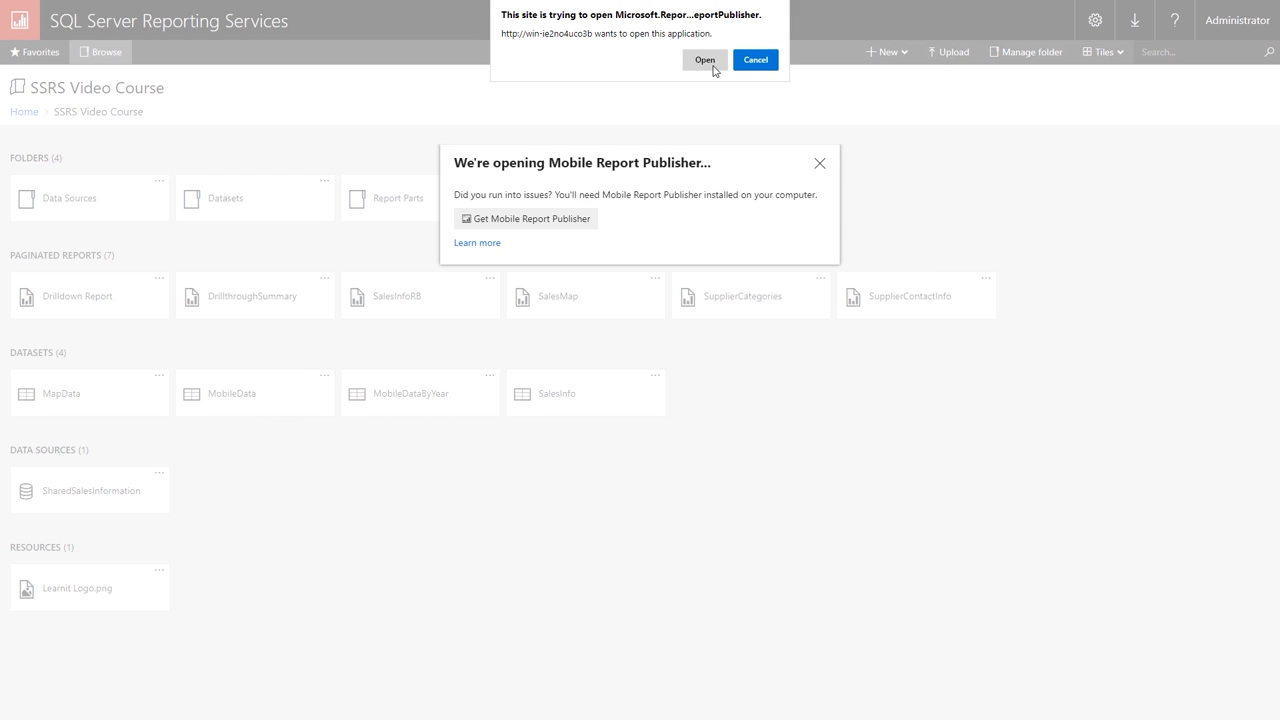 SQL Server Reporting Services
Administrator
This site is trying to open Microsoft.Repor...eportPublisher.
http://win-ie2no4uco3b wants to open this application.
Open Cancel
Favorites Browse
New Upload Manage folder Tiles Search...
SSRS Video Course
Home › SSRS Video Course
We're opening Mobile Report Publisher...
Did you run into issues? You'll need Mobile Report Publisher installed on your computer.
Get Mobile Report Publisher
Learn more
FOLDERS (4)
Data Sources Datasets Report Parts
PAGINATED REPORTS (7)
Drilldown Report DrillthroughSummary SalesInfoRB SalesMap SupplierCategories SupplierContactInfo
DATASETS (4)
MapData MobileData MobileDataByYear SalesInfo
DATA SOURCES (1)
SharedSalesInformation
RESOURCES (1)
Learnit Logo.png